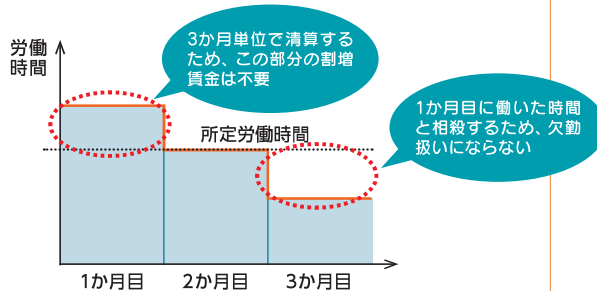 労働
時間
3か月単位で清算する
ため、この部分の割増
賃金は不要
所定労働時間
1か月目に働いた時間
と相殺するため、欠勤
扱いにならない
1か月目
2か月目
3か月目